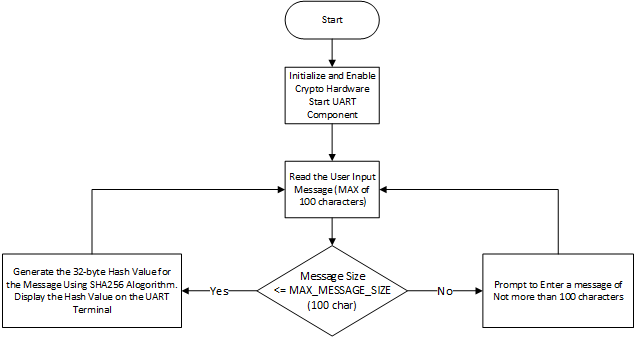 Start
Initialize and Enable
Crypto Hardware
Start UART
Component
Read the User Input
Message (MAX of
100 characters)
Generate the 32-byte Hash Value for
the Message Using SHA256 Alogorithm.
Display the Hash Value on the UART
Terminal
Yes
Message Size
<= MAX_MESSAGE_SIZE
(100 char)
No
Prompt to Enter a message of
Not more than 100 characters